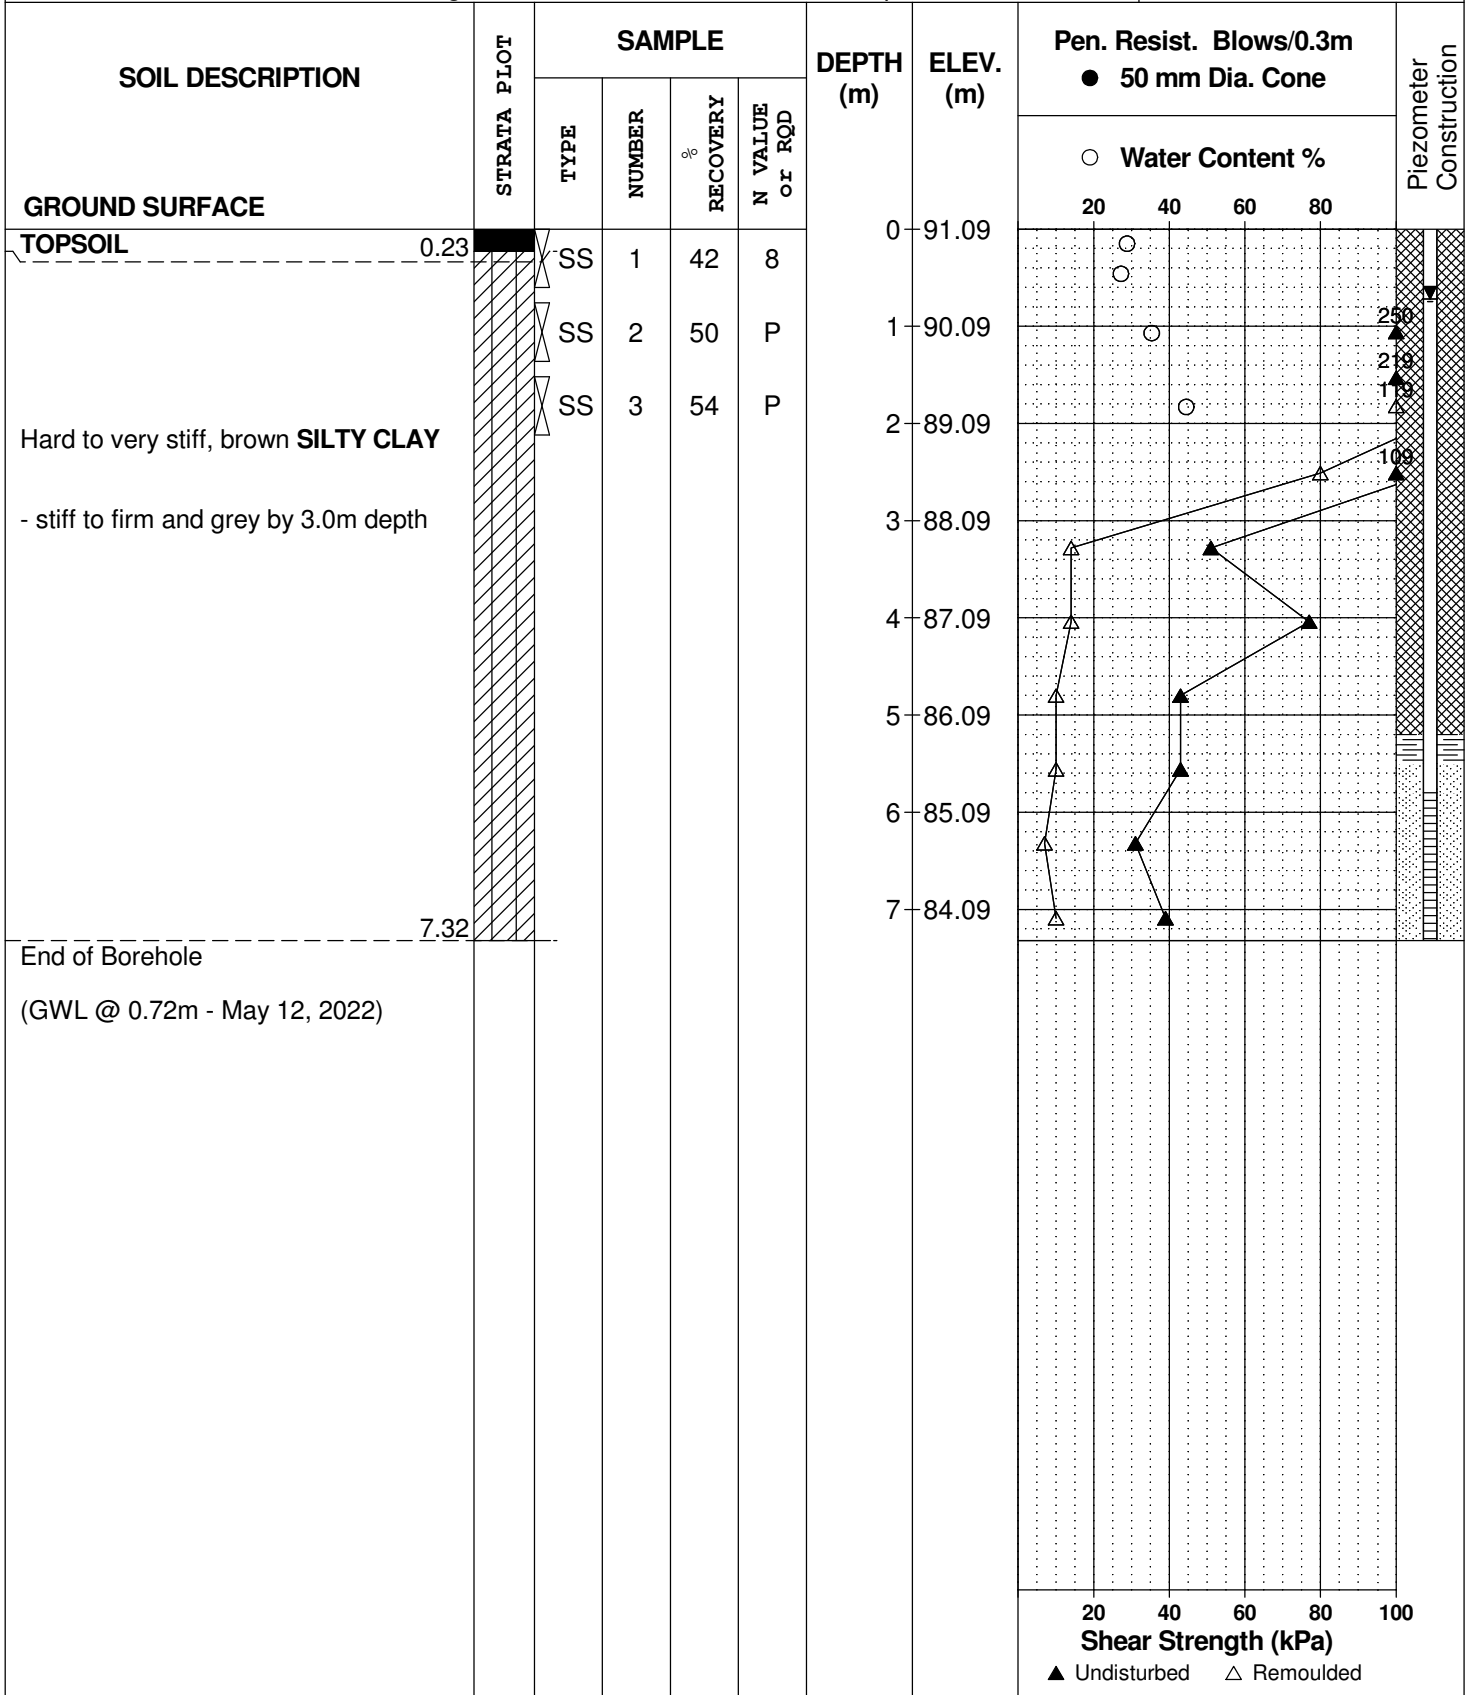 SOIL DESCRIPTION
GROUND SURFACE
STRATA PLOT
SAMPLE
TYPE
NUMBER
%
RECOVERY
N VALUE
or RQD
DEPTH
(m)
ELEV.
(m)
Pen. Resist. Blows/0.3m
● 50 mm Dia. Cone
○ Water Content %
20 40 60 80
Piezometer
Construction
TOPSOIL 0.23
SS 1 42 8
0 91.09
SS 2 50 P
1 90.09
250
219
SS 3 54 P
119
2 89.09
Hard to very stiff, brown SILTY CLAY
109
- stiff to firm and grey by 3.0m depth
3 88.09
4 87.09
5 86.09
6 85.09
7 84.09
7.32
End of Borehole
(GWL @ 0.72m - May 12, 2022)
20 40 60 80 100
Shear Strength (kPa)
▲ Undisturbed △ Remoulded